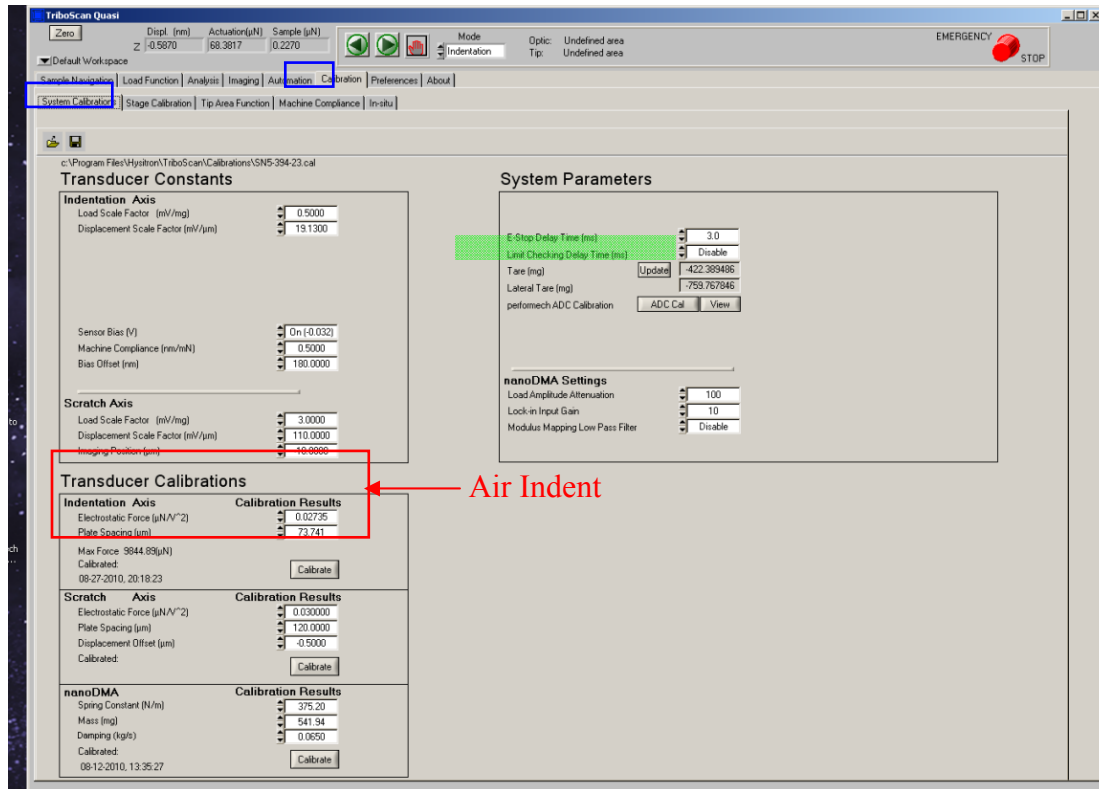 TriboScan Quasi
Zero
Displ. (nm) Actuation(µN) Sample (µN)
Z -0.5870 68.3817 0.2270
Mode
Indentation
Optic: Undefined area
Tip: Undefined area
EMERGENCY
STOP
Default Workspace
Sample Navigation Load Function Analysis Imaging Automation Calibration Preferences About
System Calibrations Stage Calibration Tip Area Function Machine Compliance In-situ
c:\Program Files\Hysitron\TriboScan\Calibrations\SN5-394-23.cal
Transducer Constants
Indentation Axis
Load Scale Factor (mV/mg) 0.5000
Displacement Scale Factor (mV/µm) 19.1300
Sensor Bias (V) On (-0.032)
Machine Compliance (nm/mN) 0.5000
Bias Offset (nm) 180.0000
Scratch Axis
Load Scale Factor (mV/mg) 3.0000
Displacement Scale Factor (mV/µm) 110.0000
Imaging Position (µm) 10.0000
System Parameters
E-Stop Delay Time (ms) 3.0
Limit Checking Delay Time (ms) Disable
Tare (mg) Update -422.389486
Lateral Tare (mg) -759.767846
performech ADC Calibration ADC Cal View
nanoDMA Settings
Load Amplitude Attenuation 100
Lock-in Input Gain 10
Modulus Mapping Low Pass Filter Disable
Transducer Calibrations
Indentation Axis Calibration Results
Electrostatic Force (µN/V^2) 0.02735
Plate Spacing (um) 73.741
Max Force 9844.89(µN)
Calibrated:
08-27-2010, 20:18:23
Calibrate
Air Indent
Scratch Axis Calibration Results
Electrostatic Force (µN/V^2) 0.030000
Plate Spacing (µm) 120.0000
Displacement Offset (µm) -0.5000
Calibrated:
Calibrate
nanoDMA Calibration Results
Spring Constant (N/m) 375.20
Mass (mg) 541.94
Damping (kg/s) 0.0650
Calibrated:
08-12-2010, 13:35:27
Calibrate
to
ch